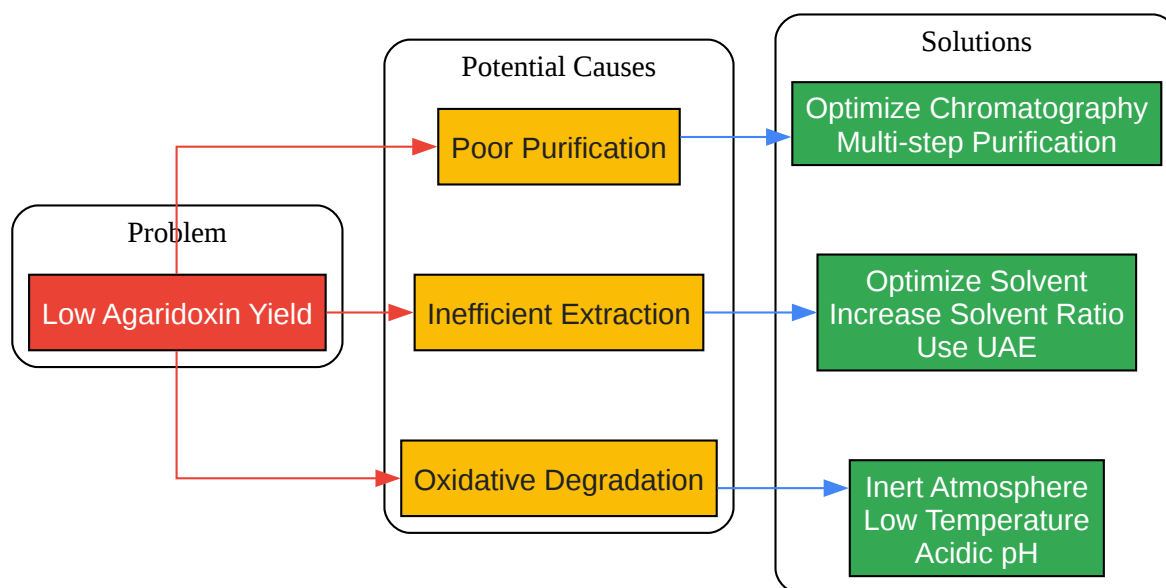 Problem
Low Agaridoxin Yield
Potential Causes
Poor Purification
Inefficient Extraction
Oxidative Degradation
Solutions
Optimize Chromatography
Multi-step Purification
Optimize Solvent
Increase Solvent Ratio
Use UAE
Inert Atmosphere
Low Temperature
Acidic pH